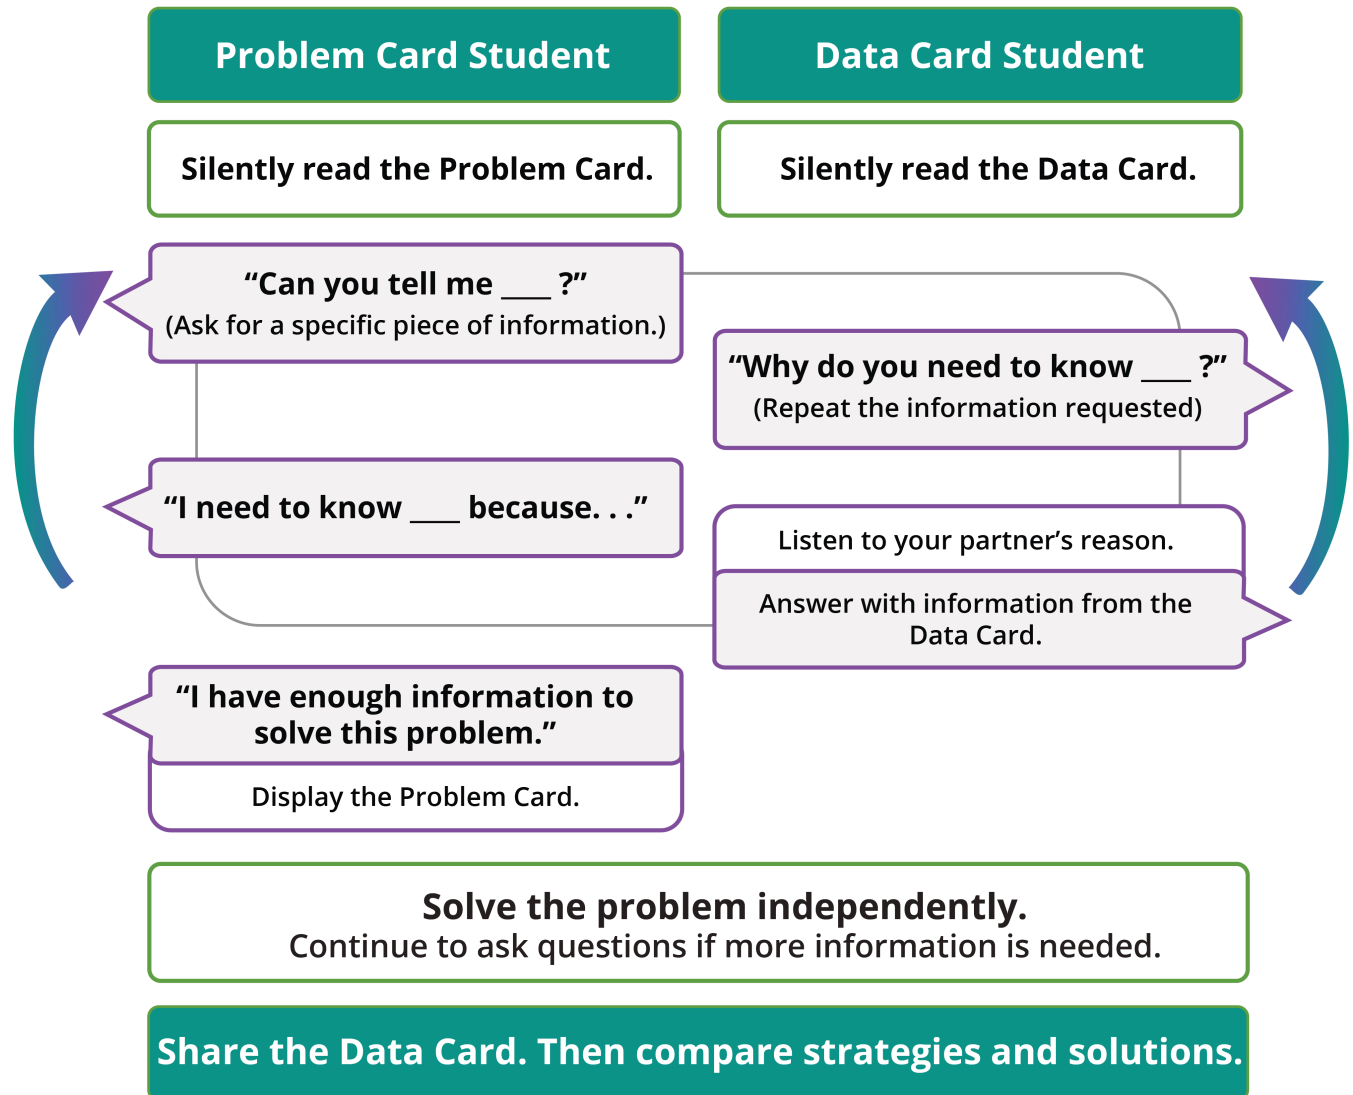 Problem Card Student
Data Card Student
Silently read the Problem Card.
Silently read the Data Card.
“Can you tell me ____ ?”
(Ask for a specific piece of information.)
“Why do you need to know ____ ?”
(Repeat the information requested)
“I need to know ____ because. . .”
Listen to your partner’s reason.
Answer with information from the
Data Card.
“I have enough information to
solve this problem.”
Display the Problem Card.
Solve the problem independently.
Continue to ask questions if more information is needed.
Share the Data Card. Then compare strategies and solutions.